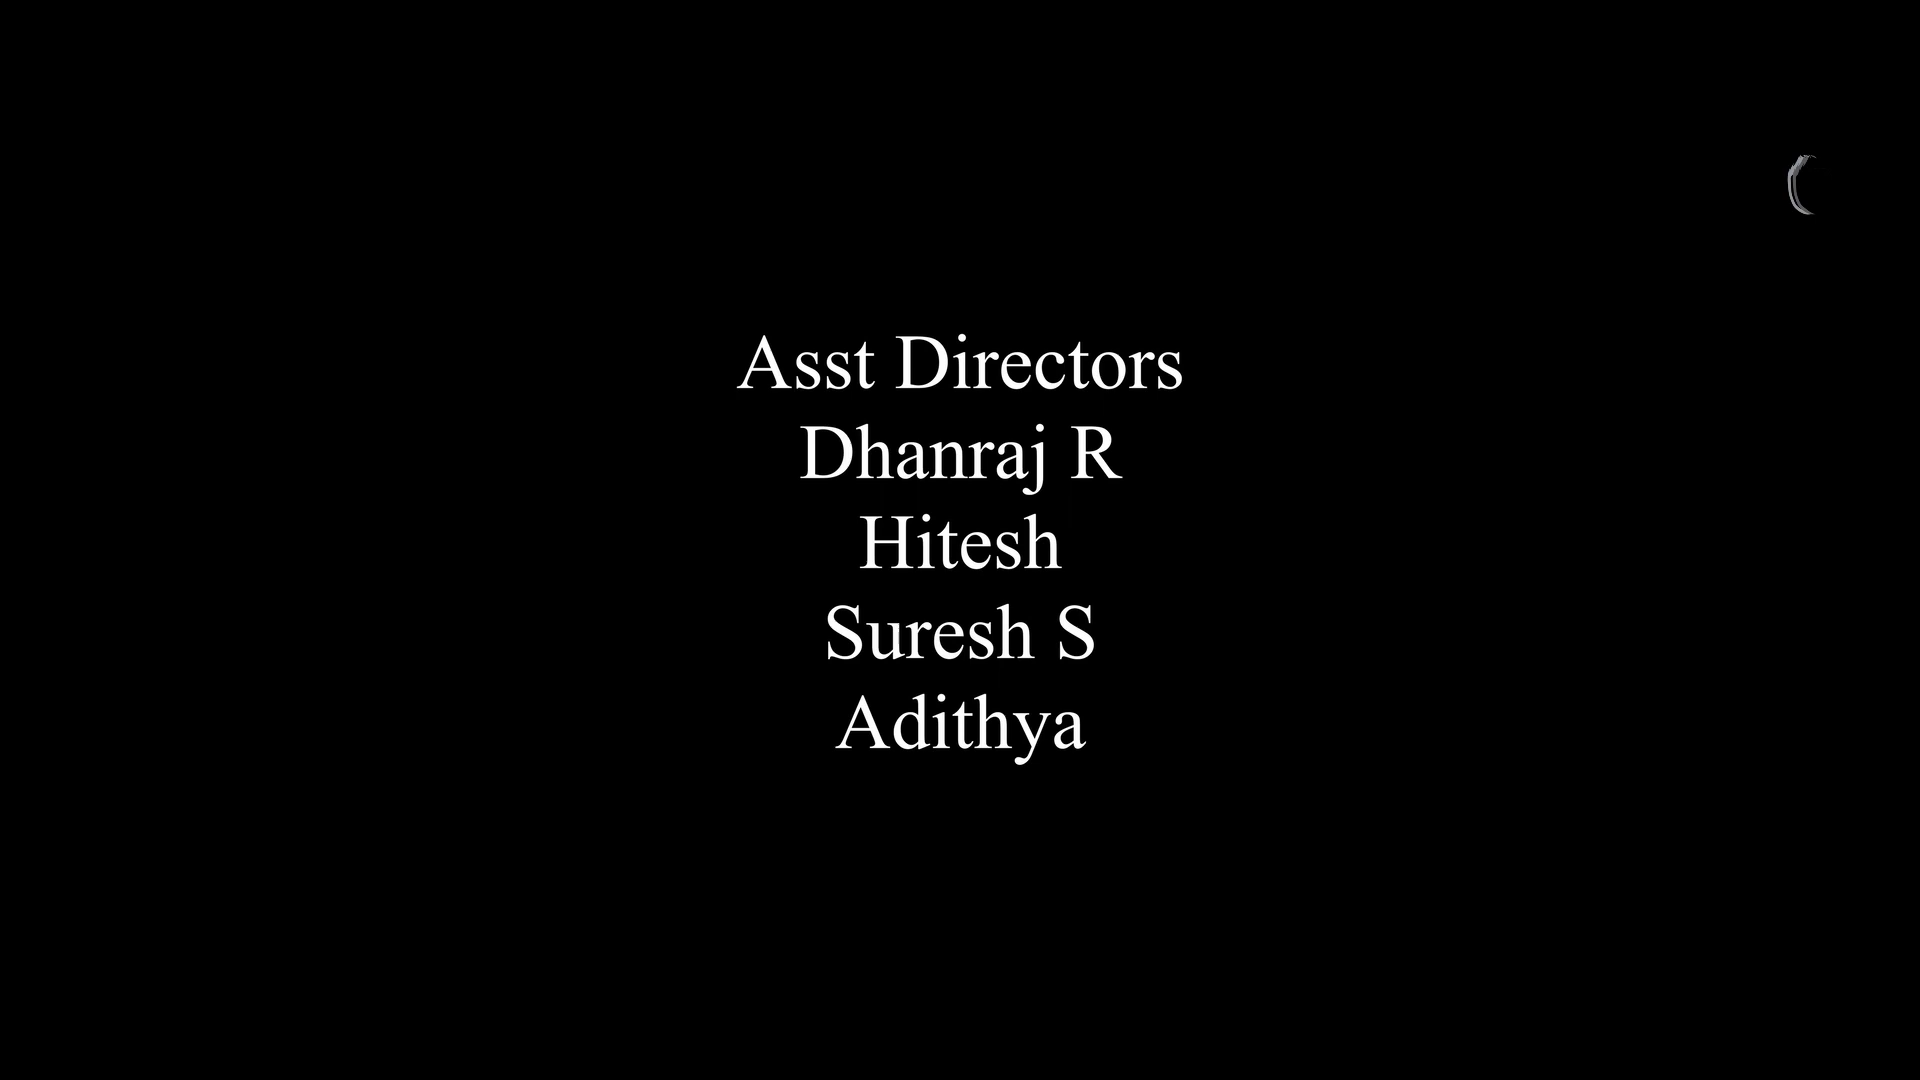 Asst Directors
Dhanraj R
Hitesh
Suresh S
Adithya